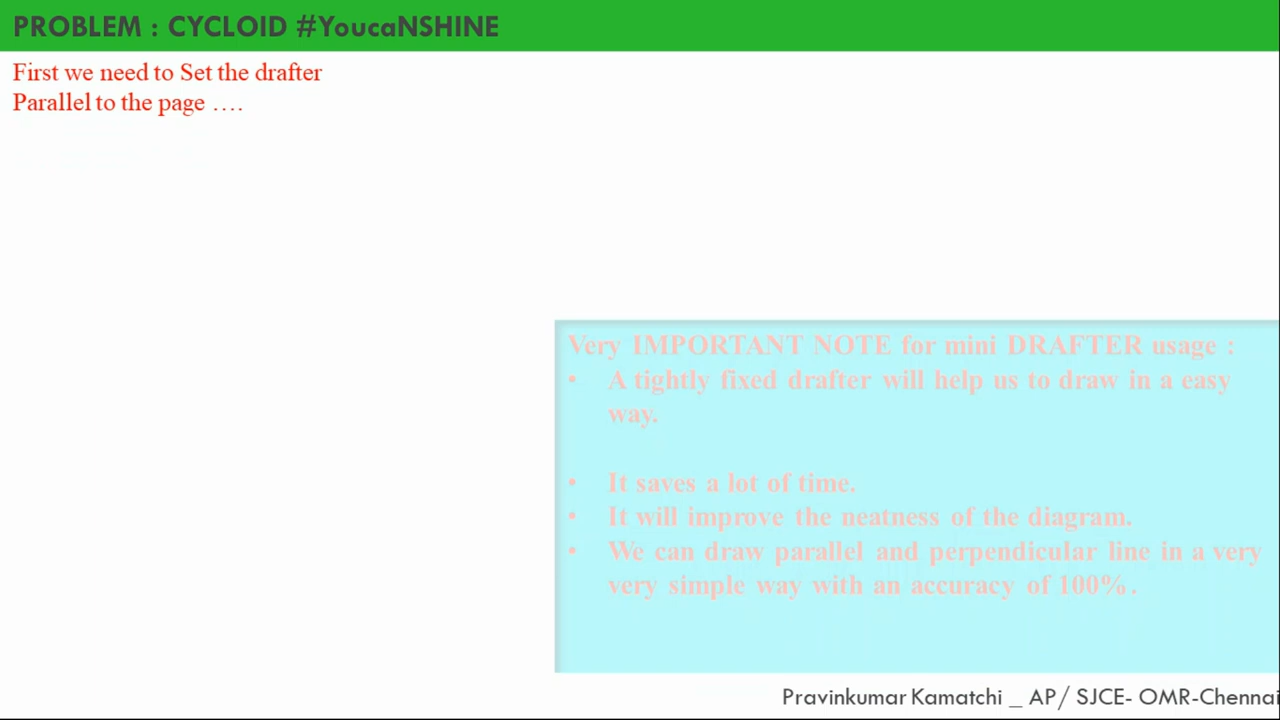 PROBLEM : CYCLOID #YoucaNSHINE
First we need to Set the drafter
Parallel to the page ….
Very IMPORTANT NOTE for mini DRAFTER usage :
• A tightly fixed drafter will help us to draw in a easy
way.
• It saves a lot of time.
• It will improve the neatness of the diagram.
• We can draw parallel and perpendicular line in a very
very simple way with an accuracy of 100%.
Pravinkumar Kamatchi _ AP/ SJCE- OMR-Chennai